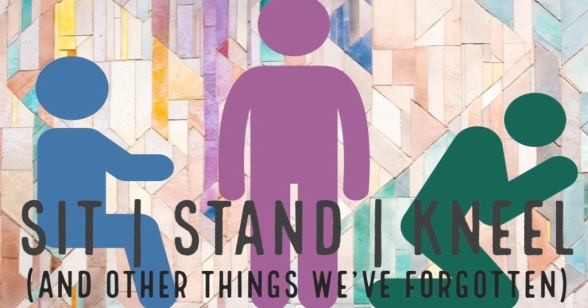 SIT | STAND | KNEEL
(AND OTHER THINGS WE'VE FORGOTTEN)